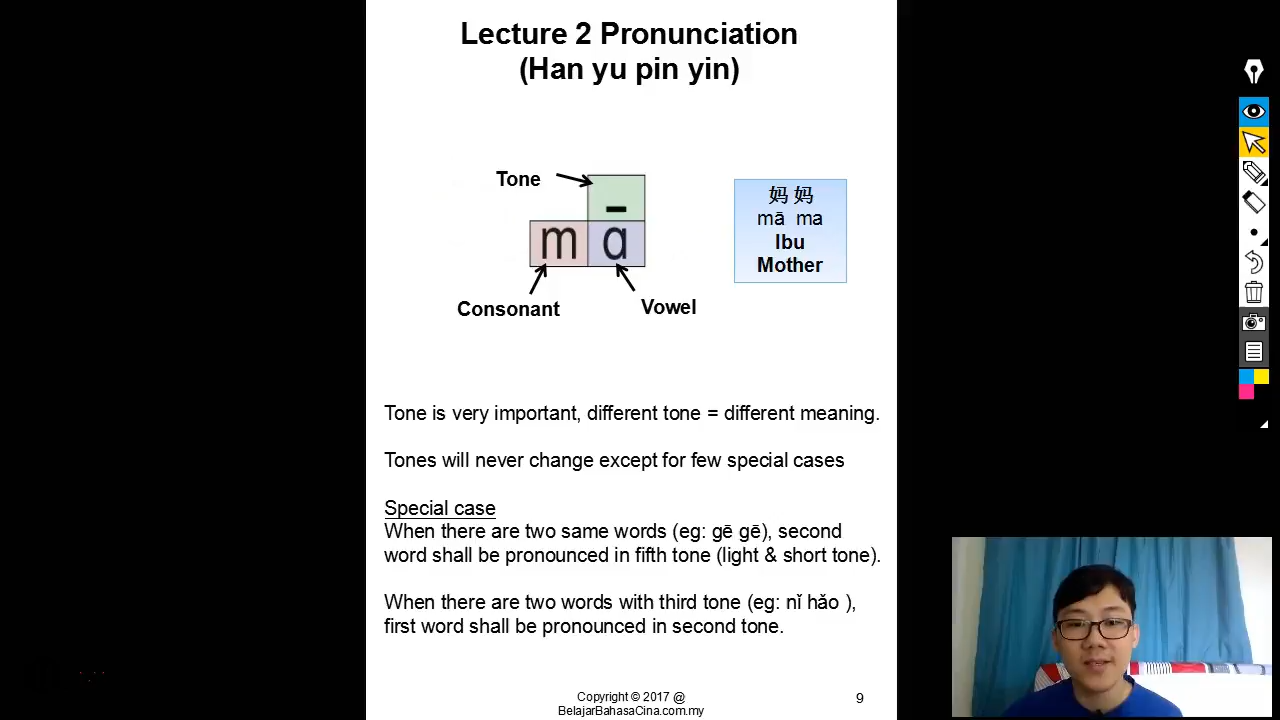 Lecture 2 Pronunciation
(Han yu pin yin)
Tone
-
m a
Consonant
Vowel
妈 妈
mā ma
Ibu
Mother
Tone is very important, different tone = different meaning.
Tones will never change except for few special cases
Special case
When there are two same words (eg: gē gē), second
word shall be pronounced in fifth tone (light & short tone).
When there are two words with third tone (eg: nǐ hǎo ),
first word shall be pronounced in second tone.
Copyright © 2017 @
BelajarBahasaCina.com.my
9